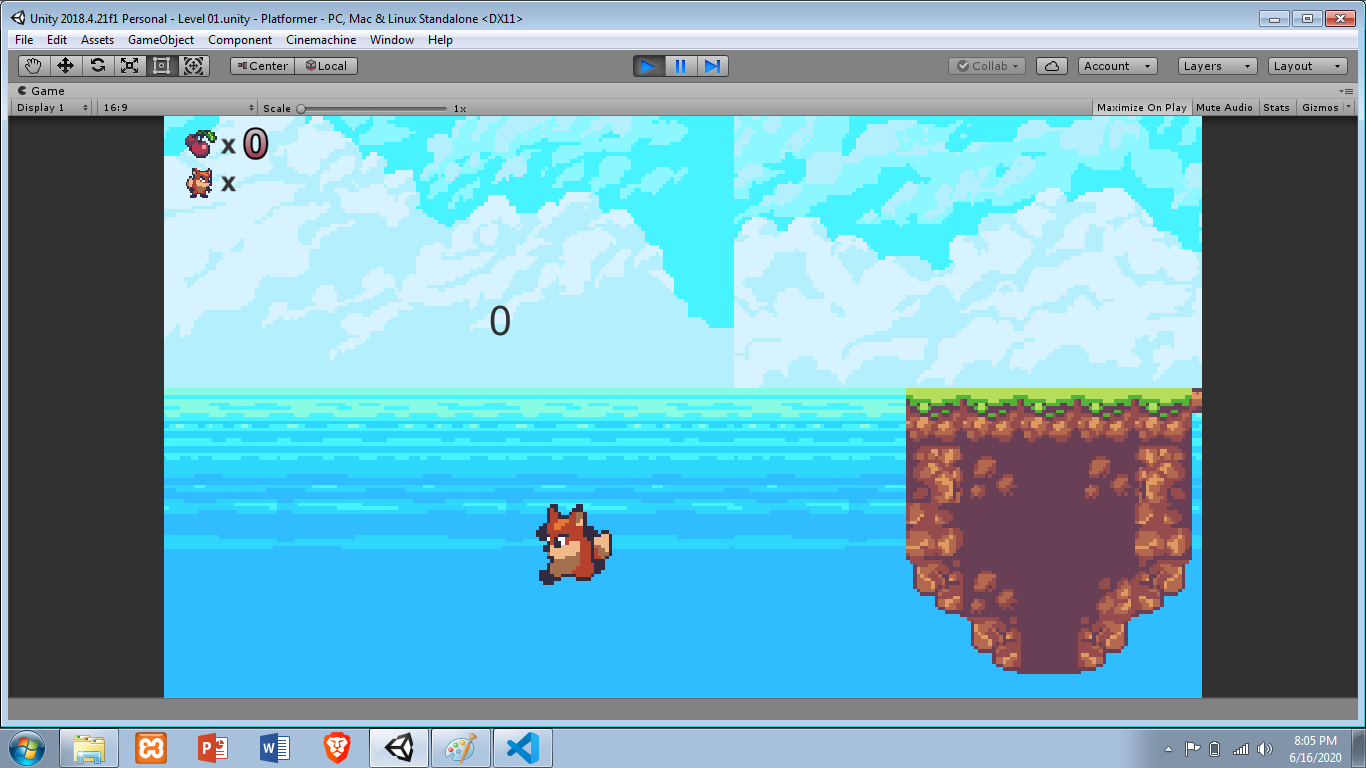 Unity 2018.4.21f1 Personal - Level 01.unity - Platformer - PC, Mac & Linux Standalone <DX11>
File Edit Assets GameObject Component Cinemachine Window Help
Center Local Collab Account Layers Layout
Game
Display 1 16:9 Scale 1x Maximize On Play Mute Audio Stats Gizmos
x 0
x
0
8:05 PM
6/16/2020